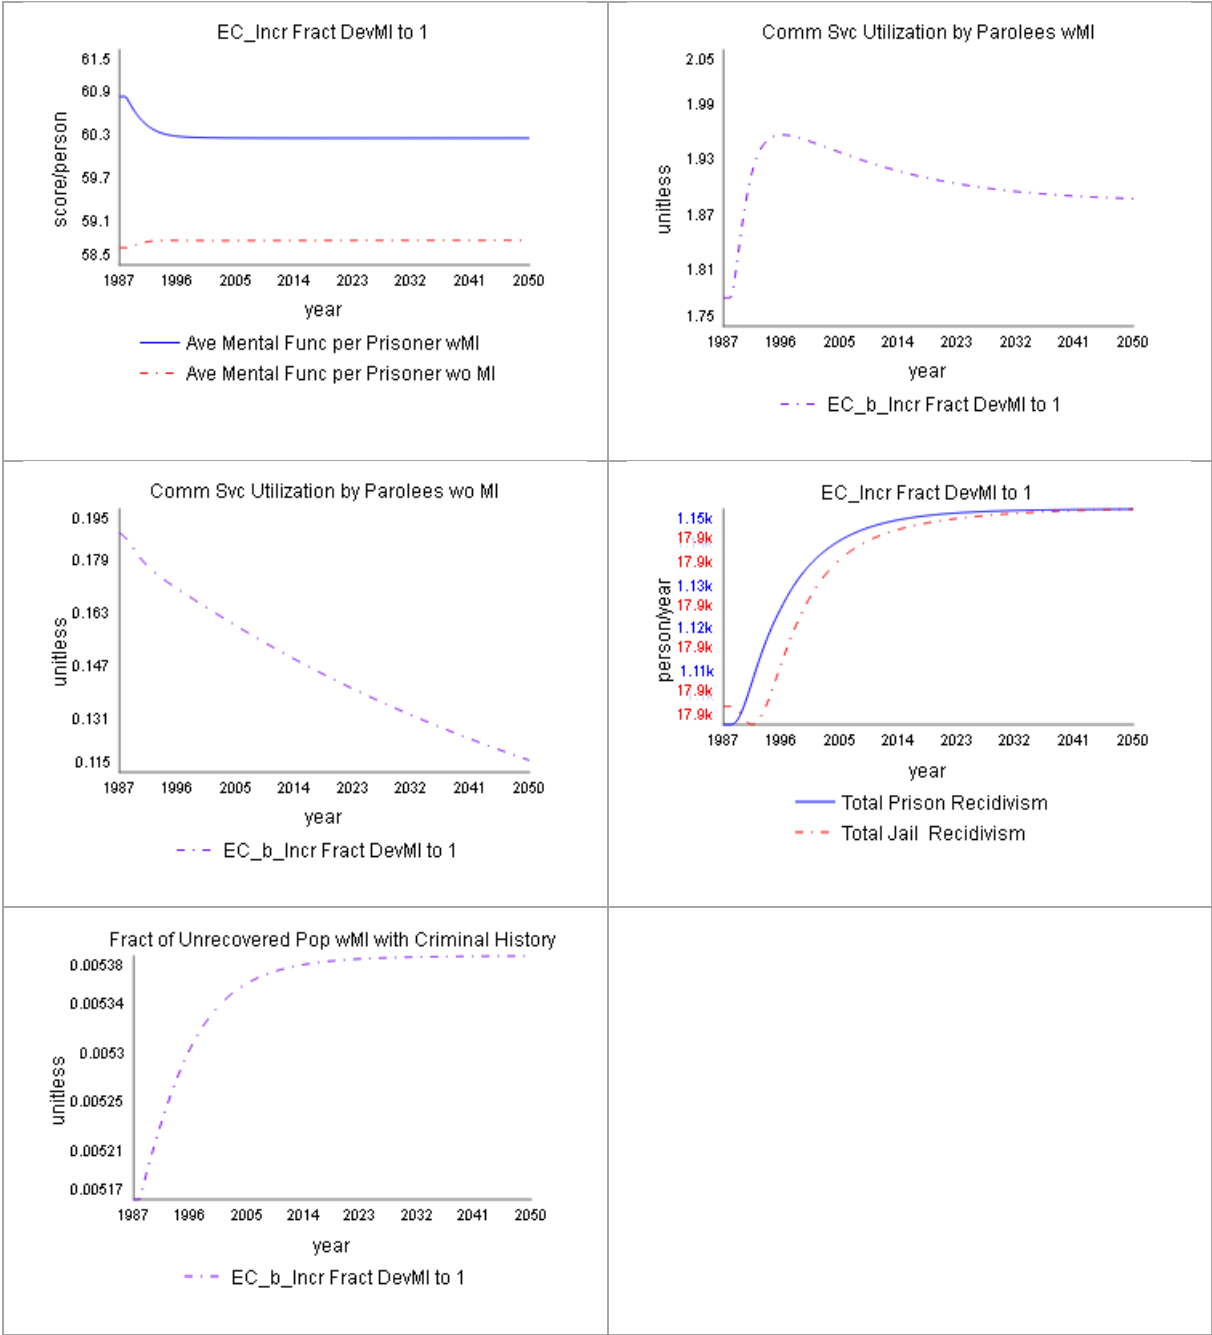 EC_Incr Fract DevMI to 1
61.5
60.9
60.3
59.7
59.1
58.5
score/person
1987 1996 2005 2014 2023 2032 2041 2050
year
Ave Mental Func per Prisoner wMI
Ave Mental Func per Prisoner wo MI
Comm Svc Utilization by Parolees wMI
2.05
1.99
1.93
1.87
1.81
1.75
unitless
1987 1996 2005 2014 2023 2032 2041 2050
year
EC_b_Incr Fract DevMI to 1
Comm Svc Utilization by Parolees wo MI
0.195
0.179
0.163
0.147
0.131
0.115
unitless
1987 1996 2005 2014 2023 2032 2041 2050
year
EC_b_Incr Fract DevMI to 1
EC_Incr Fract DevMI to 1
1.15k
17.9k
17.9k
1.13k
17.9k
1.12k
17.9k
1.11k
17.9k
17.9k
person/year
1987 1996 2005 2014 2023 2032 2041 2050
year
Total Prison Recidivism
Total Jail Recidivism
Fract of Unrecovered Pop wMI with Criminal History
0.00538
0.00534
0.0053
0.00525
0.00521
0.00517
unitless
1987 1996 2005 2014 2023 2032 2041 2050
year
EC_b_Incr Fract DevMI to 1